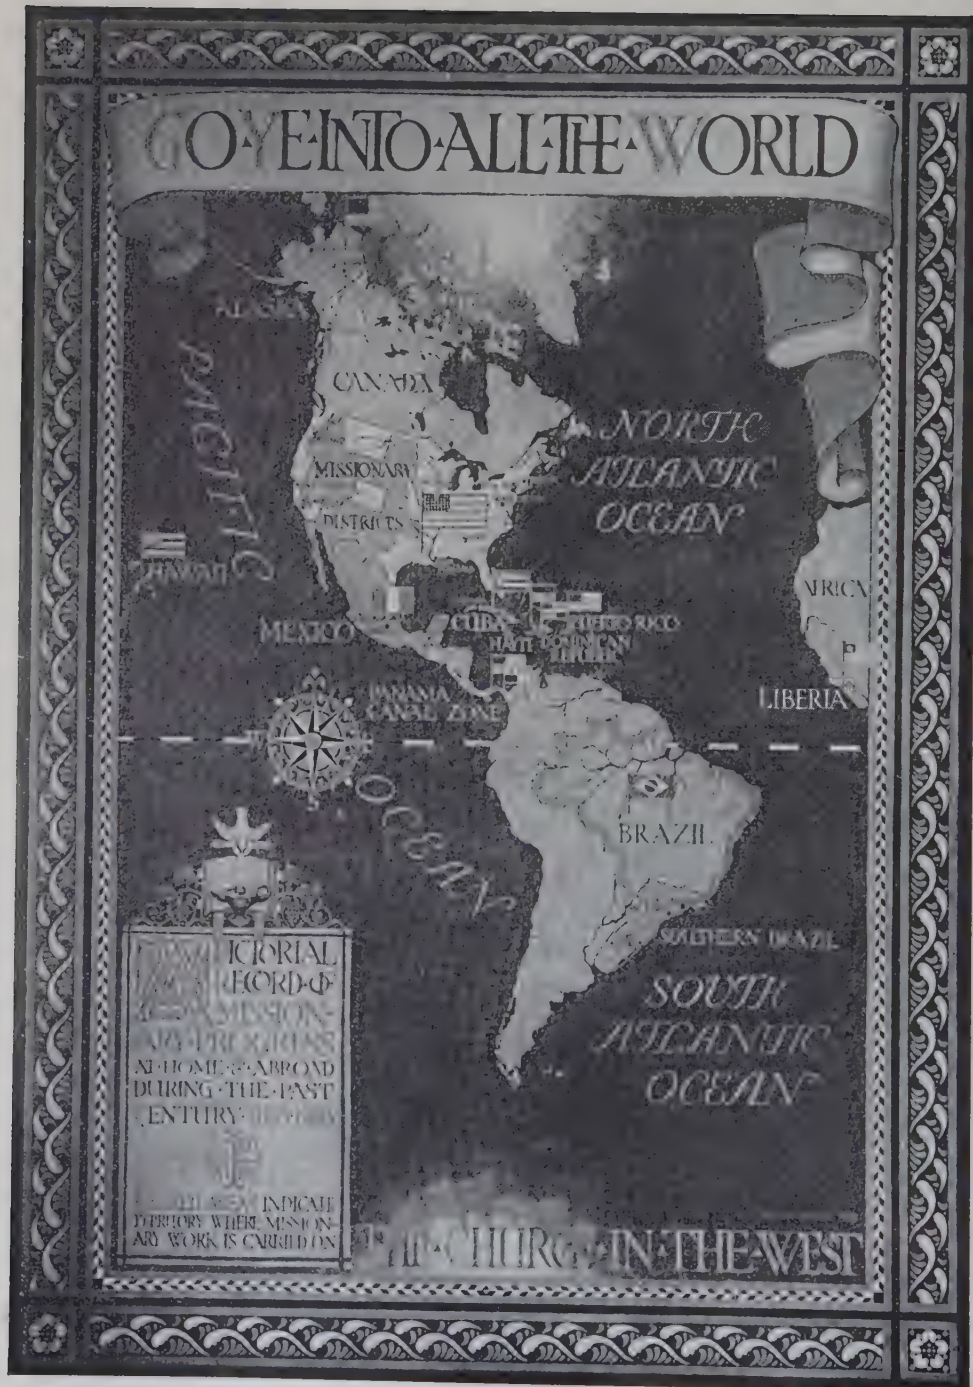 GO·YE·INTO·ALL·THE·WORLD
ALASKA
CANADA
PACIFIC
NORTH
ATLANTIC
OCEAN
MISSIONARY
DISTRICTS
HAWAII
AFRICA
MEXICO
CUBA
PUERTO RICO
HAITI DOMINICAN
LIBERIA
PANAMA
CANAL ZONE
OCEAN
BRAZIL
SOUTHERN BRAZIL
SOUTH
ATLANTIC
OCEAN
PICTORIAL
RECORD·OF·
MISSION-
ARY·PROGRESS
AT·HOME·&·ABROAD
DURING·THE·PAST
CENTURY·
INDICATE
TERRITORY WHERE MISSION-
ARY WORK IS CARRIED ON
THE·CHURCH·IN·THE·WEST